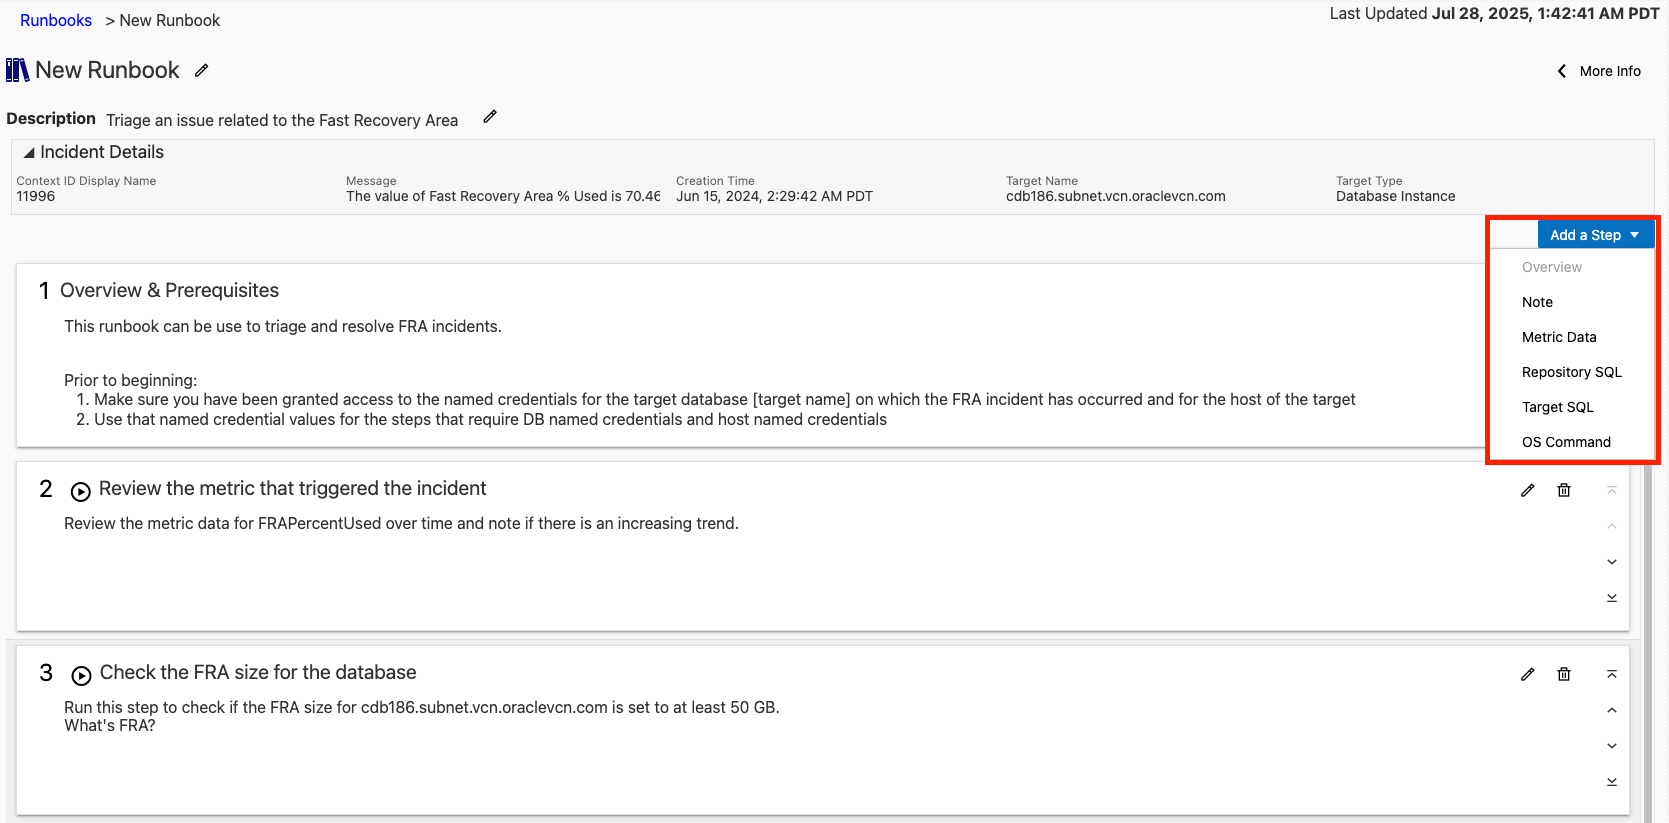 Runbooks > New Runbook
Last Updated Jul 28, 2025, 1:42:41 AM PDT
New Runbook
More Info
Description Triage an issue related to the Fast Recovery Area
Incident Details
Context ID Display Name
11996
Message
The value of Fast Recovery Area % Used is 70.46
Creation Time
Jun 15, 2024, 2:29:42 AM PDT
Target Name
cdb186.subnet.vcn.oraclevcn.com
Target Type
Database Instance
Add a Step
Overview
Note
Metric Data
Repository SQL
Target SQL
OS Command
1 Overview & Prerequisites
This runbook can be use to triage and resolve FRA incidents.
Prior to beginning:
1. Make sure you have been granted access to the named credentials for the target database [target name] on which the FRA incident has occurred and for the host of the target
2. Use that named credential values for the steps that require DB named credentials and host named credentials
2 Review the metric that triggered the incident
Review the metric data for FRAPercentUsed over time and note if there is an increasing trend.
3 Check the FRA size for the database
Run this step to check if the FRA size for cdb186.subnet.vcn.oraclevcn.com is set to at least 50 GB.
What's FRA?